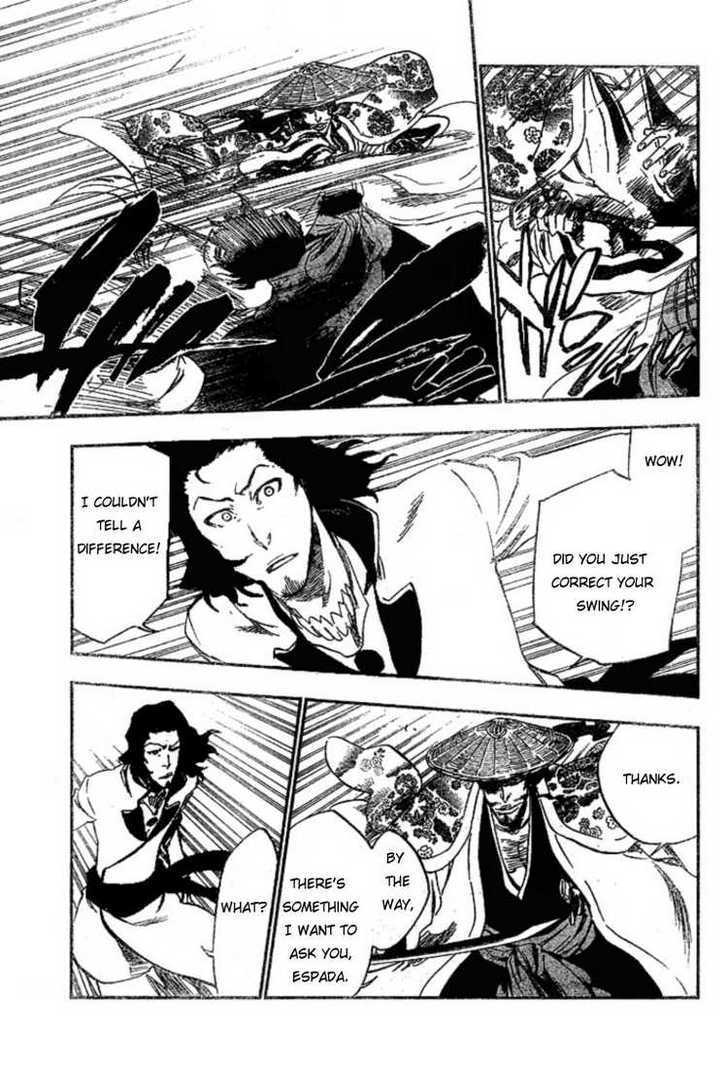 WOW!
DID YOU JUST
CORRECT YOUR
SWING!?
I COULDN'T
TELL A
DIFFERENCE!
THANKS.
BY
THE
WAY,
THERE'S
SOMETHING
I WANT TO
ASK YOU,
ESPADA.
WHAT?